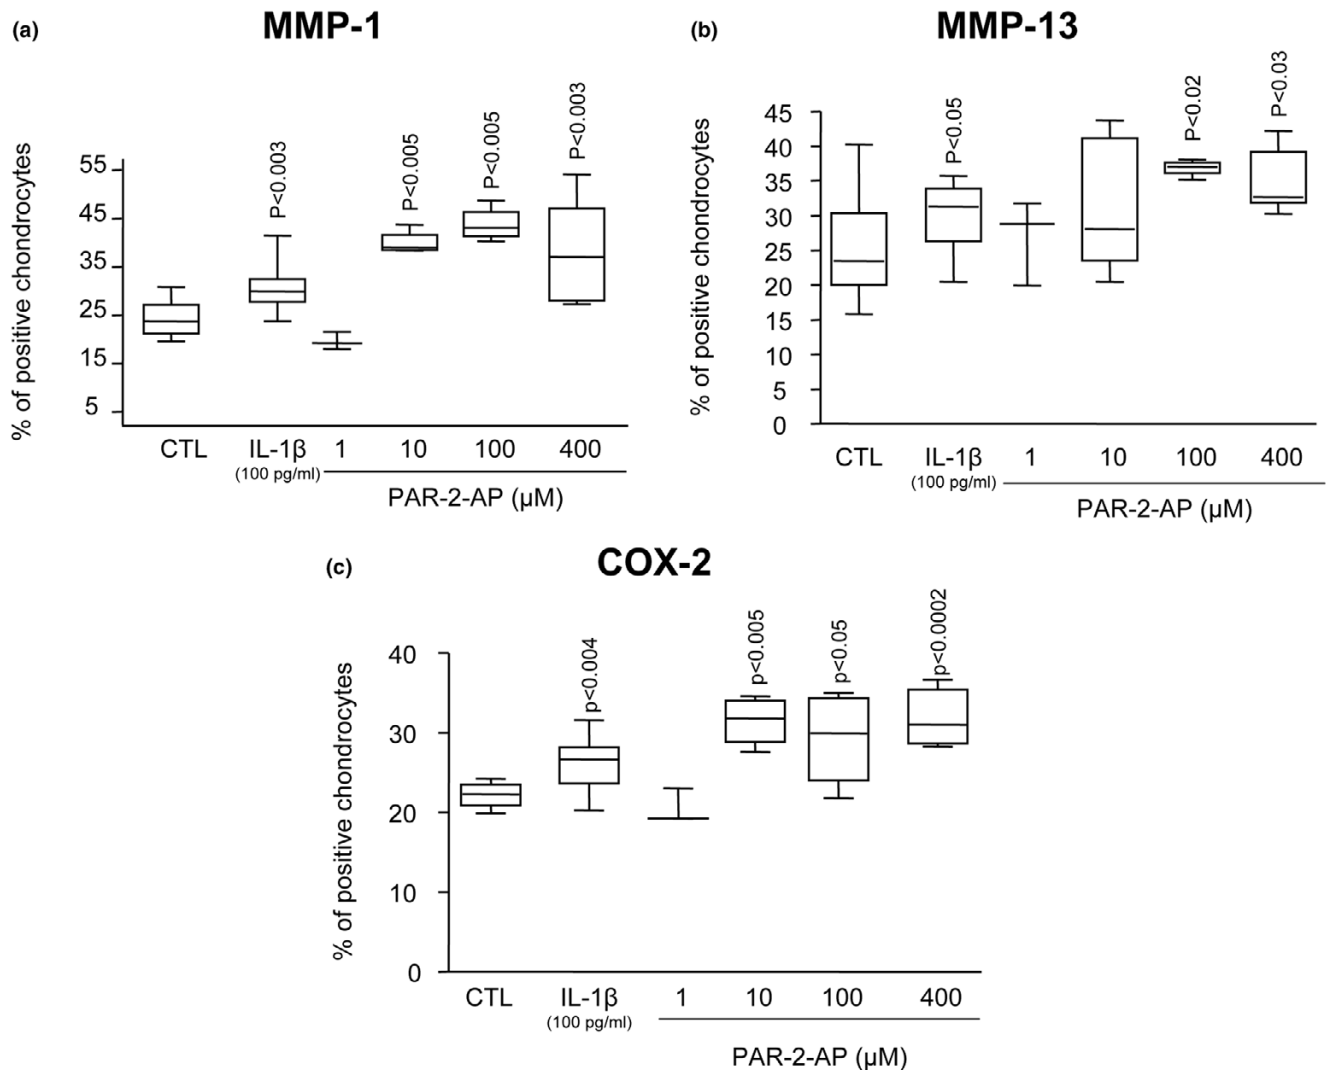 (a) MMP-1
% of positive chondrocytes
55
45
35
25
15
5
P<0.003
P<0.005
P<0.005
P<0.003
CTL IL-1β 1 10 100 400
(100 pg/ml)
PAR-2-AP (µM)
(b) MMP-13
% of positive chondrocytes
45
40
35
30
25
20
15
10
5
0
P<0.05
P<0.02
P<0.03
CTL IL-1β 1 10 100 400
(100 pg/ml)
PAR-2-AP (µM)
(c) COX-2
% of positive chondrocytes
40
30
20
10
0
p<0.004
p<0.005
p<0.05
p<0.0002
CTL IL-1β 1 10 100 400
(100 pg/ml)
PAR-2-AP (µM)